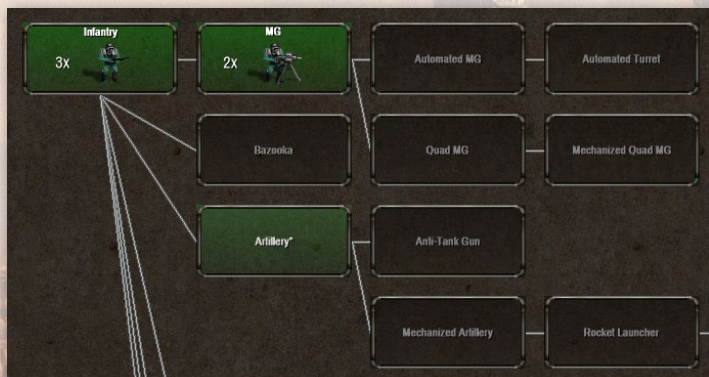 Infantry
3x
MG
2x
Automated MG
Automated Turret
Bazooka
Quad MG
Mechanized Quad MG
Artillery*
Anti-Tank Gun
Mechanized Artillery
Rocket Launcher